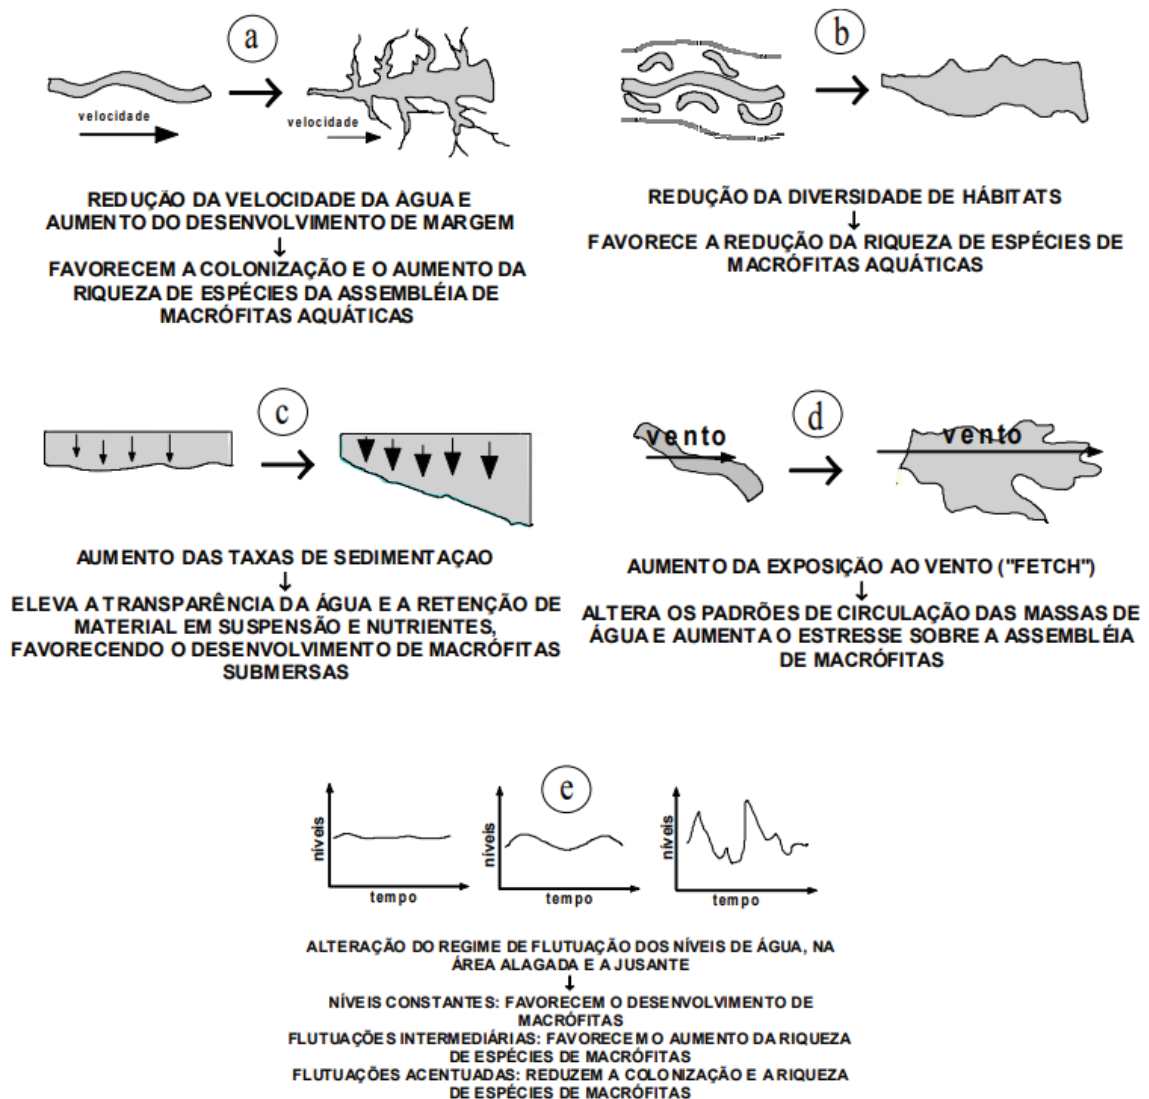 a
velocidade
velocidade
REDUÇÃO DA VELOCIDADE DA ÁGUA E
AUMENTO DO DESENVOLVIMENTO DE MARGEM
FAVORECEM A COLONIZAÇÃO E O AUMENTO DA
RIQUEZA DE ESPÉCIES DA ASSEMBLÉIA DE
MACRÓFITAS AQUÁTICAS
b
REDUÇÃO DA DIVERSIDADE DE HÁBITATS
FAVORECE A REDUÇÃO DA RIQUEZA DE ESPÉCIES DE
MACRÓFITAS AQUÁTICAS
c
AUMENTO DAS TAXAS DE SEDIMENTAÇAO
ELEVA A TRANSPARÊNCIA DA ÁGUA E A RETENÇÃO DE
MATERIAL EM SUSPENSÃO E NUTRIENTES,
FAVORECENDO O DESENVOLVIMENTO DE MACRÓFITAS
SUBMERSAS
d
vento
vento
AUMENTO DA EXPOSIÇÃO AO VENTO ("FETCH")
ALTERA OS PADRÕES DE CIRCULAÇÃO DAS MASSAS DE
ÁGUA E AUMENTA O ESTRESSE SOBRE A ASSEMBLÉIA
DE MACRÓFITAS
e
níveis
tempo
níveis
tempo
níveis
tempo
ALTERAÇÃO DO REGIME DE FLUTUAÇÃO DOS NÍVEIS DE ÁGUA, NA
ÁREA ALAGADA E A JUSANTE
NÍVEIS CONSTANTES: FAVORECEM O DESENVOLVIMENTO DE
MACRÓFITAS
FLUTUAÇÕES INTERMEDIÁRIAS: FAVORECEM O AUMENTO DA RIQUEZA
DE ESPÉCIES DE MACRÓFITAS
FLUTUAÇÕES ACENTUADAS: REDUZEM A COLONIZAÇÃO E A RIQUEZA
DE ESPÉCIES DE MACRÓFITAS